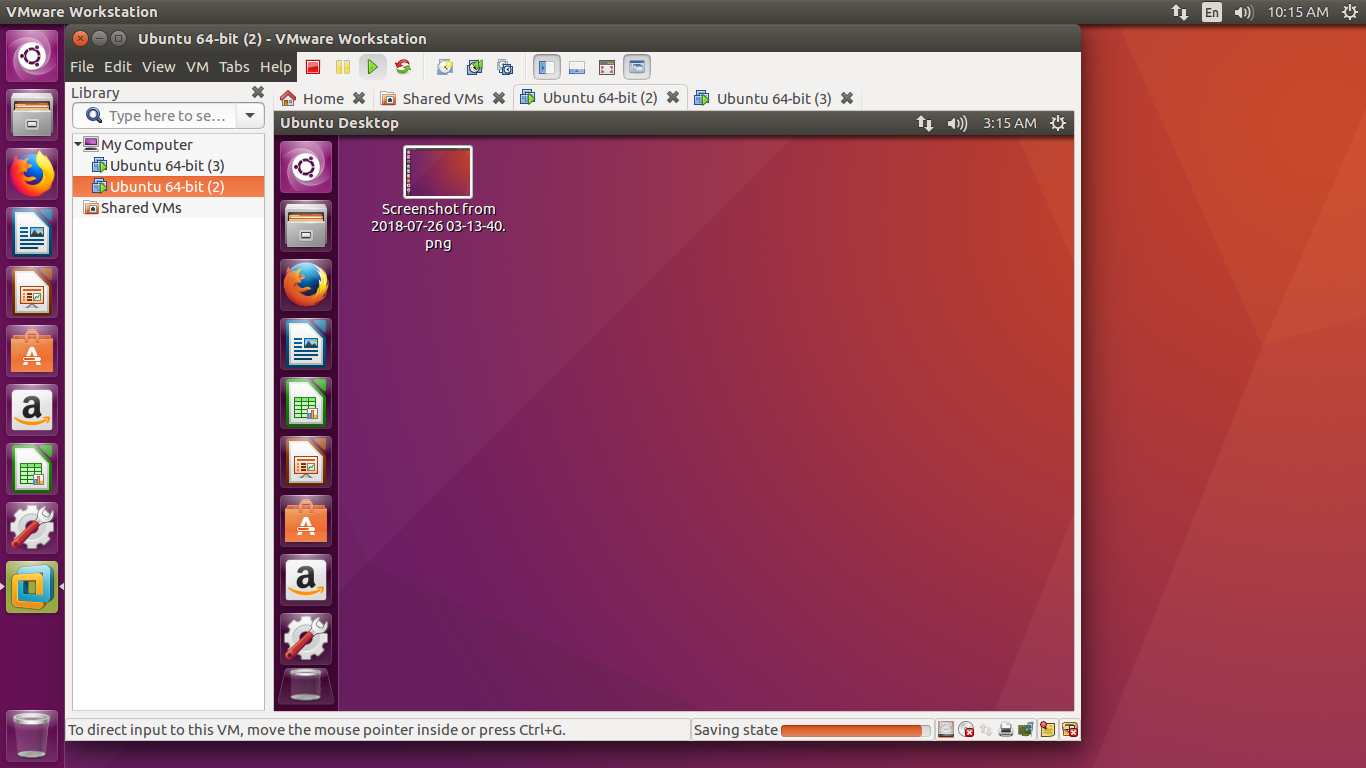 VMware Workstation
En
10:15 AM
Ubuntu 64-bit (2) - VMware Workstation
File Edit View VM Tabs Help
Library
Type here to se...
My Computer
Ubuntu 64-bit (3)
Ubuntu 64-bit (2)
Shared VMs
Home
Shared VMs
Ubuntu 64-bit (2)
Ubuntu 64-bit (3)
Ubuntu Desktop
3:15 AM
Screenshot from
2018-07-26 03-13-40.
png
To direct input to this VM, move the mouse pointer inside or press Ctrl+G.
Saving state